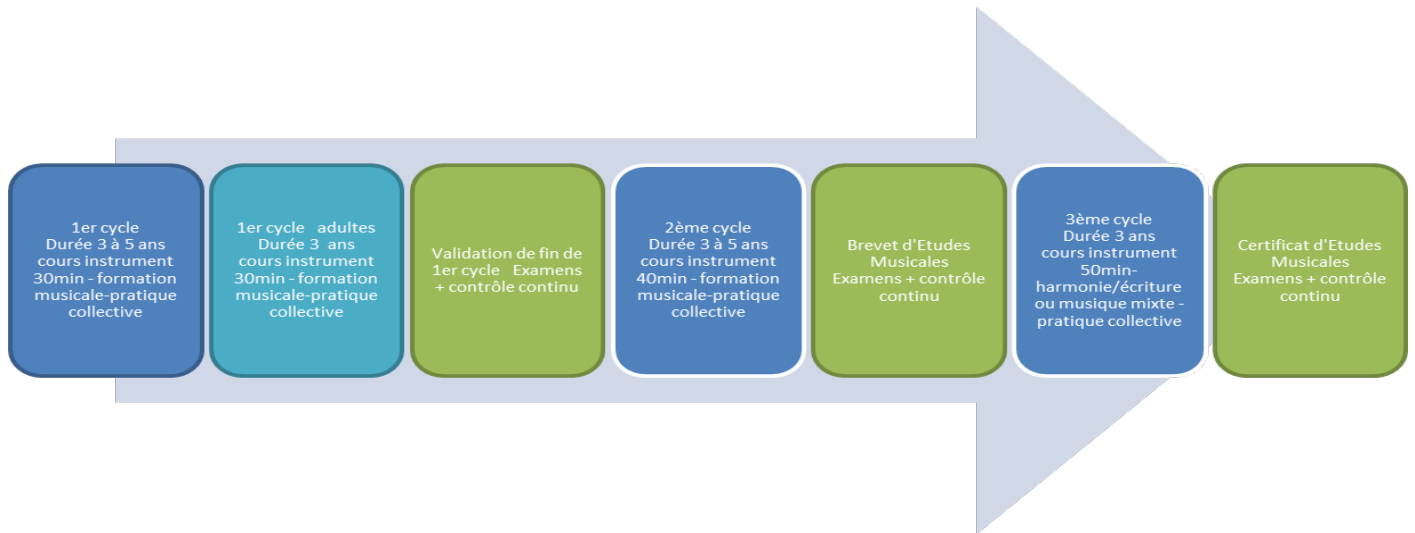 1er cycle
Durée 3 à 5 ans
cours instrument
30min - formation
musicale-pratique
collective
1er cycle adultes
Durée 3 ans
cours instrument
30min - formation
musicale-pratique
collective
Validation de fin de
1er cycle Examens
+ contrôle continu
2ème cycle
Durée 3 à 5 ans
cours instrument
40min - formation
musicale-pratique
collective
Brevet d'Etudes
Musicales
Examens + contrôle
continu
3ème cycle
Durée 3 ans
cours instrument
50min-
harmonie/écriture
ou musique mixte -
pratique collective
Certificat d'Etudes
Musicales
Examens + contrôle
continu